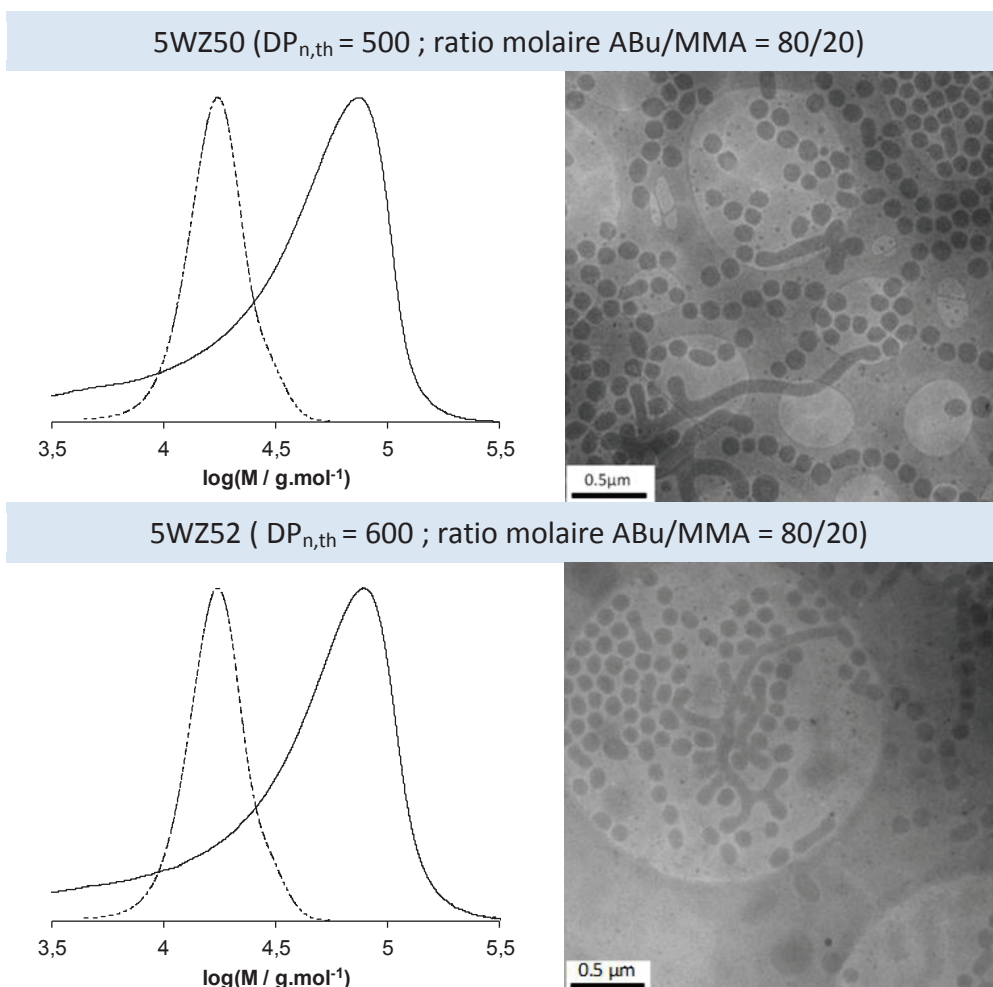 5WZ50 (DPn,th = 500 ; ratio molaire ABu/MMA = 80/20)
3,5 4 4,5 5 5,5
log(M / g.mol-1)
0.5µm
5WZ52 ( DPn,th = 600 ; ratio molaire ABu/MMA = 80/20)
3,5 4 4,5 5 5,5
log(M / g.mol-1)
0.5 µm